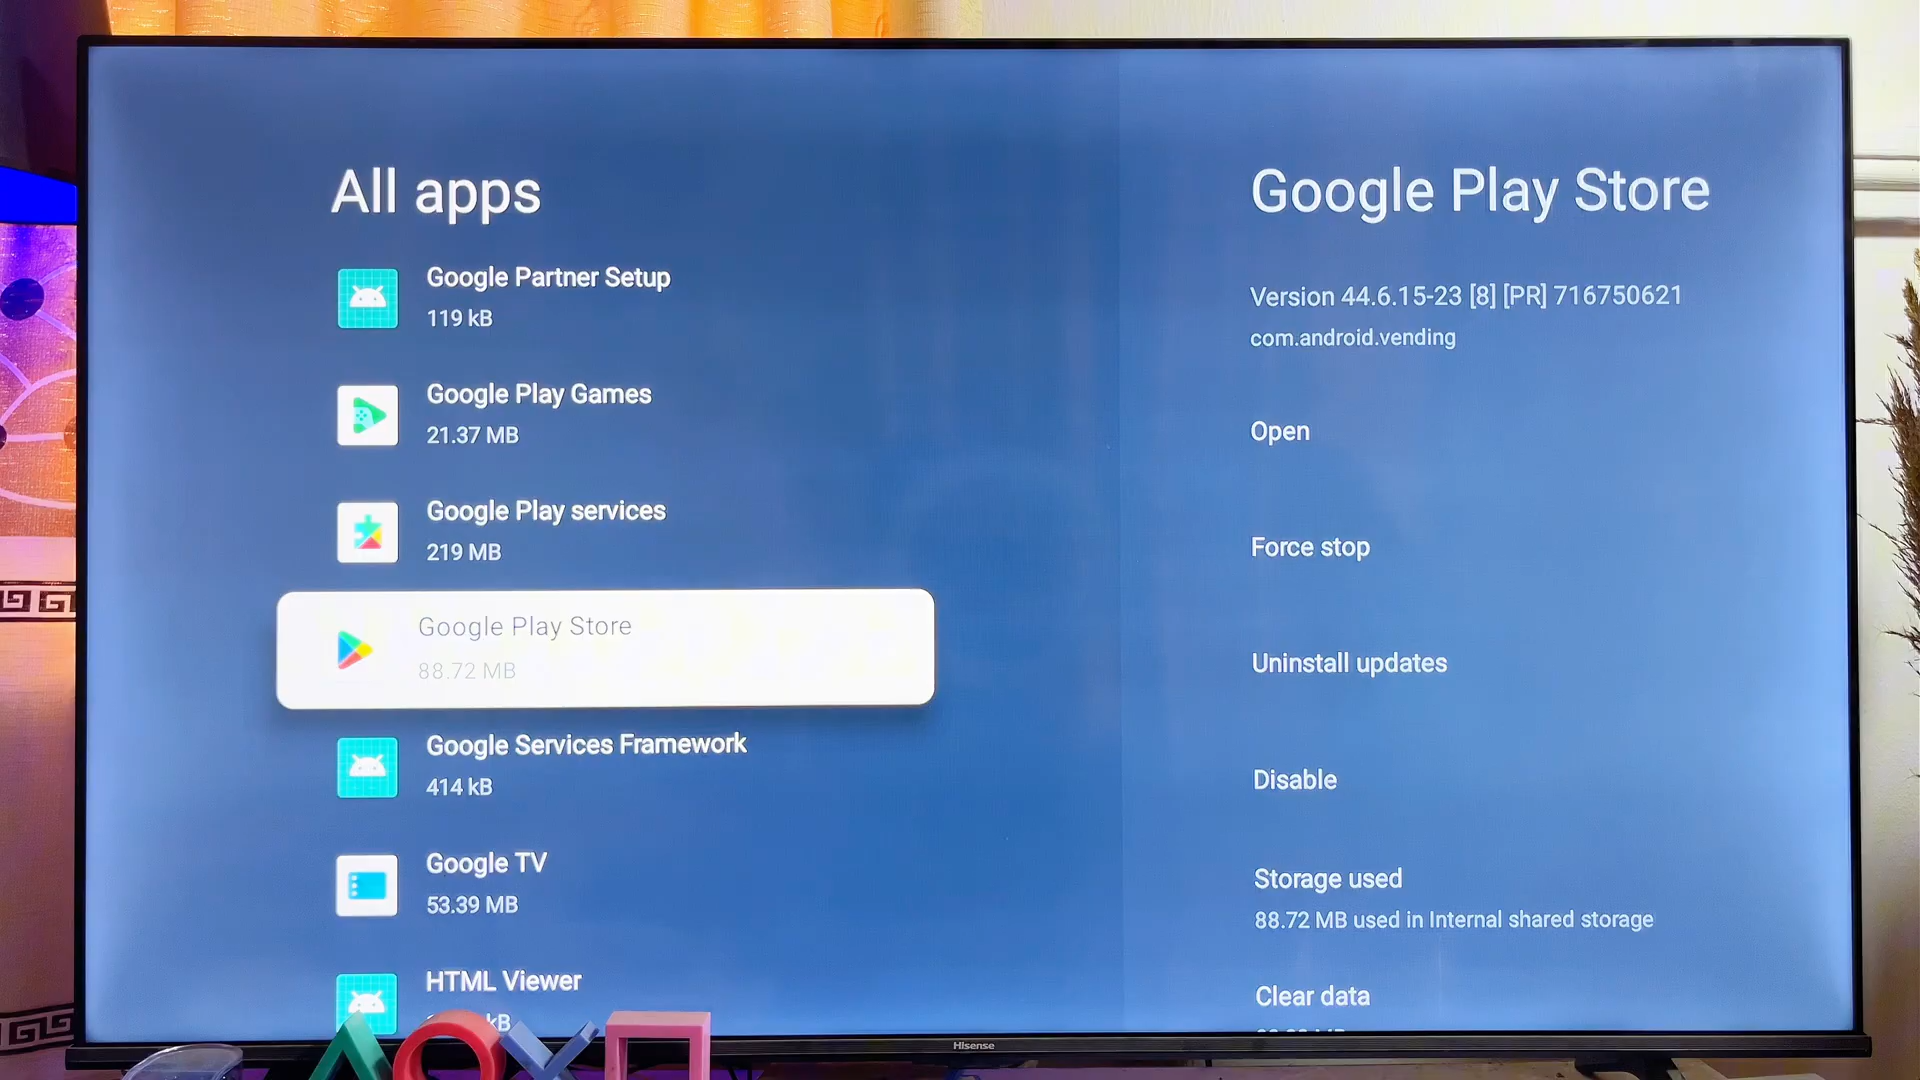 All apps
Google Partner Setup
119 kB
Google Play Games
21.37 MB
Google Play services
219 MB
Google Play Store
88.72 MB
Google Services Framework
414 kB
Google TV
53.39 MB
HTML Viewer
kB
Google Play Store
Version 44.6.15-23 [8] [PR] 716750621
com.android.vending
Open
Force stop
Uninstall updates
Disable
Storage used
88.72 MB used in Internal shared storage
Clear data
Hisense